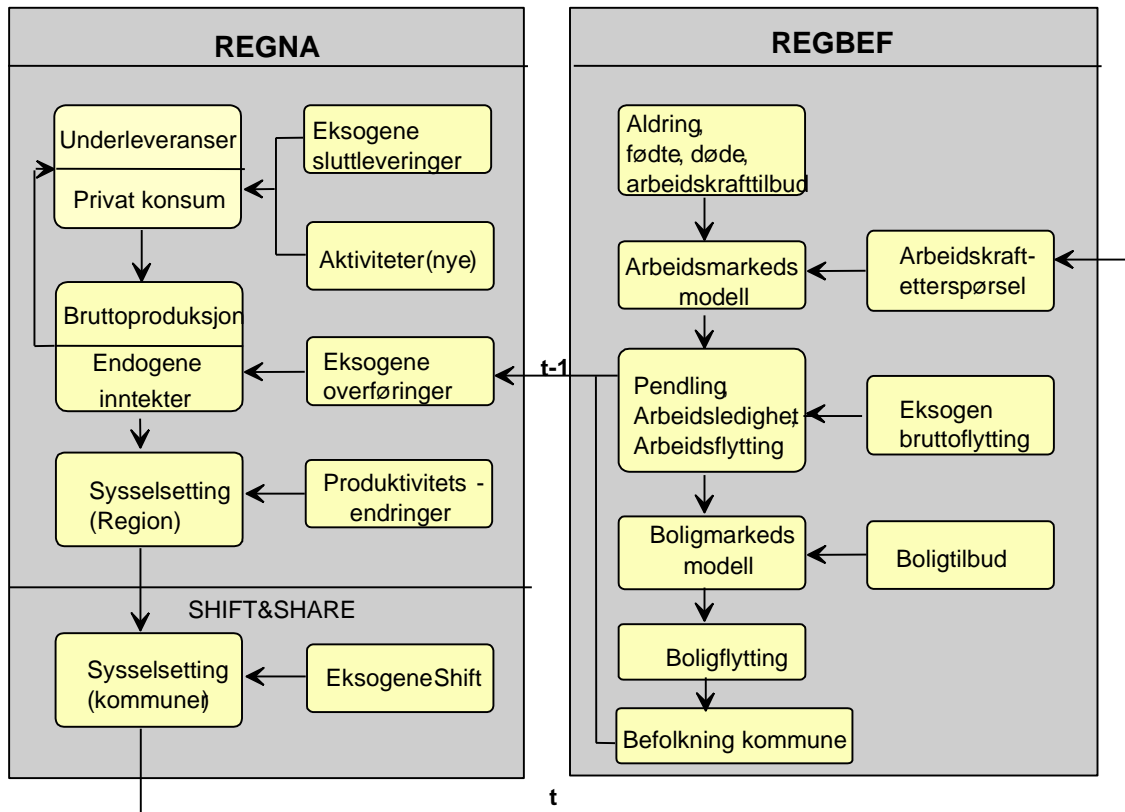 REGNA
Underleveranser
Privat konsum
Eksogene
sluttleveringer
Aktiviteter(nye)
Bruttoproduksjon
Endogene
inntekter
Eksogene
overføringer
Sysselsetting
(Region)
Produktivitets -
endringer
SHIFT&SHARE
Sysselsetting
(kommuner)
EksogeneShift
t-1
t
REGBEF
Aldring,
fødte, døde,
arbeidskrafttilbud
Arbeidsmarkeds
modell
Arbeidskraft-
etterspørsel
Pendling,
Arbeidsledighet,
Arbeidsflytting
Eksogen
bruttoflytting
Boligmarkeds
modell
Boligtilbud
Boligflytting
Befolkning kommune